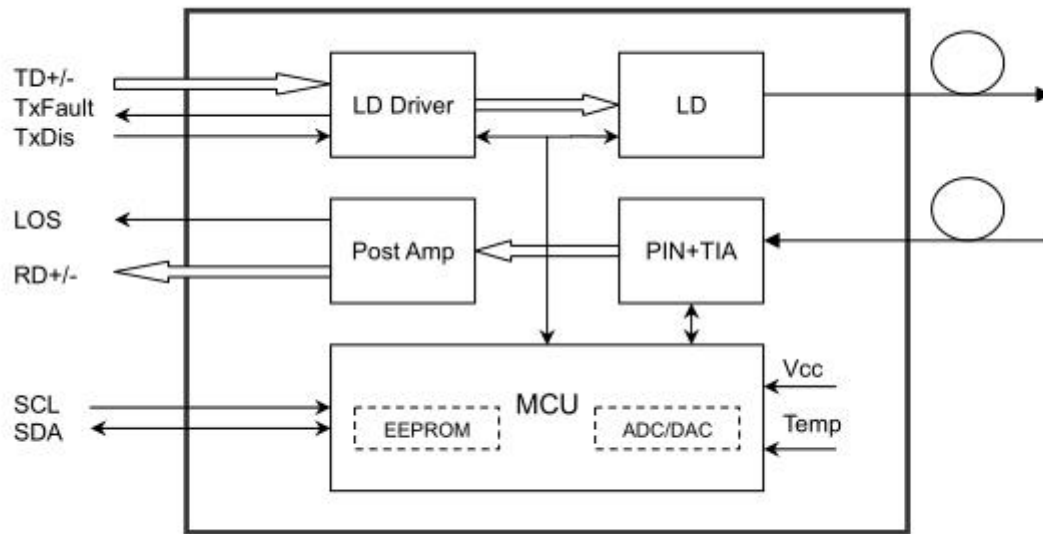 TD+/-
TxFault
TxDis
LD Driver
LD
LOS
RD+/-
Post Amp
PIN+TIA
SCL
SDA
MCU
EEPROM
ADC/DAC
Vcc
Temp